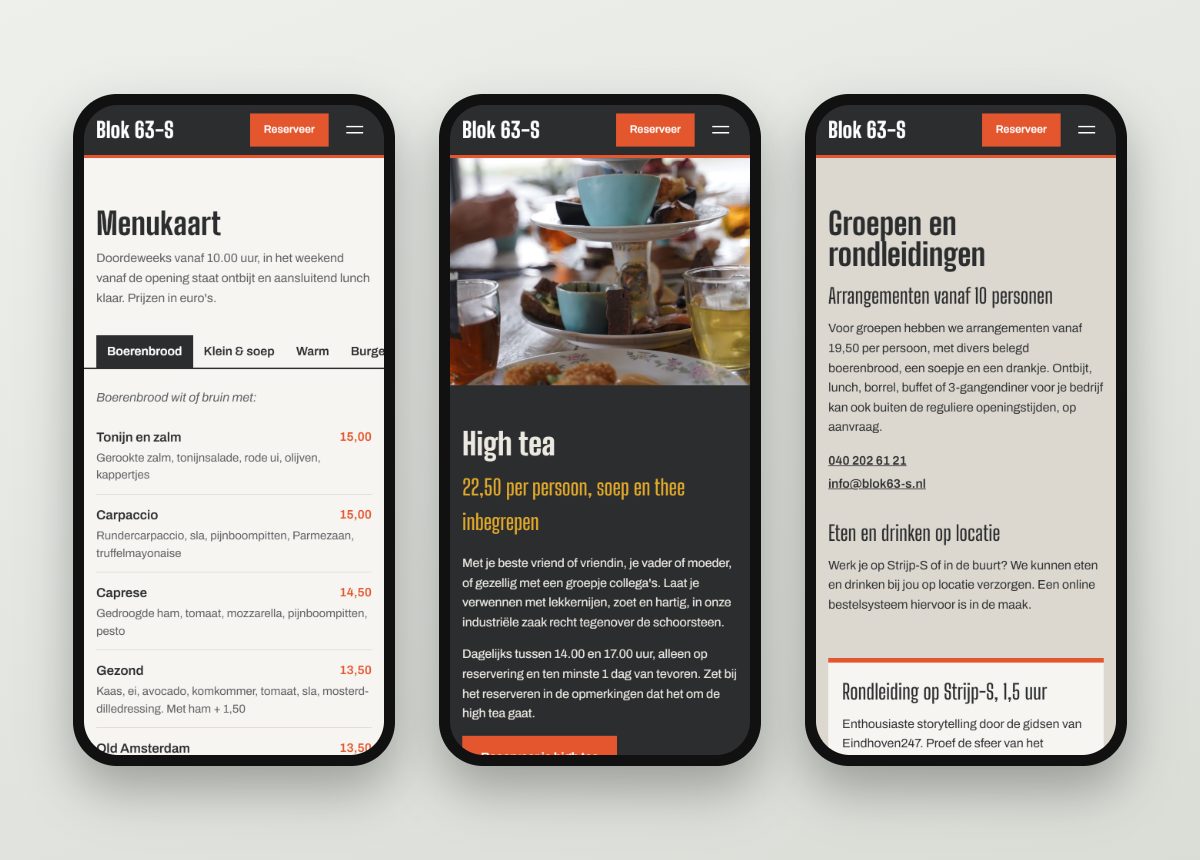 Blok 63-S
Reserveer
Menukaart
Doordeweeks vanaf 10.00 uur, in het weekend
vanaf de opening staat ontbijt en aansluitend lunch
klaar. Prijzen in euro's.
Boerenbrood Klein & soep Warm Burge
Boerenbrood wit of bruin met:
Tonijn en zalm 15,00
Gerookte zalm, tonijnsalade, rode ui, olijven,
kappertjes
Carpaccio 15,00
Rundercarpaccio, sla, pijnboompitten, Parmezaan,
truffelmayonaise
Caprese 14,50
Gedroogde ham, tomaat, mozzarella, pijnboompitten,
pesto
Gezond 13,50
Kaas, ei, avocado, komkommer, tomaat, sla, mosterd-
dilledressing. Met ham + 1,50
Old Amsterdam 13,50
Blok 63-S
Reserveer
High tea
22,50 per persoon, soep en thee
inbegrepen
Met je beste vriend of vriendin, je vader of moeder,
of gezellig met een groepje collega's. Laat je
verwennen met lekkernijen, zoet en hartig, in onze
industriële zaak recht tegenover de schoorsteen.
Dagelijks tussen 14.00 en 17.00 uur, alleen op
reservering en ten minste 1 dag van tevoren. Zet bij
het reserveren in de opmerkingen dat het om de
high tea gaat.
Blok 63-S
Reserveer
Groepen en
rondleidingen
Arrangementen vanaf 10 personen
Voor groepen hebben we arrangementen vanaf
19,50 per persoon, met divers belegd
boerenbrood, een soepje en een drankje. Ontbijt,
lunch, borrel, buffet of 3-gangendiner voor je bedrijf
kan ook buiten de reguliere openingstijden, op
aanvraag.
040 202 61 21
info@blok63-s.nl
Eten en drinken op locatie
Werk je op Strijp-S of in de buurt? We kunnen eten
en drinken bij jou op locatie verzorgen. Een online
bestelsysteem hiervoor is in de maak.
Rondleiding op Strijp-S, 1,5 uur
Enthousiaste storytelling door de gidsen van
Eindhoven247. Proef de sfeer van het